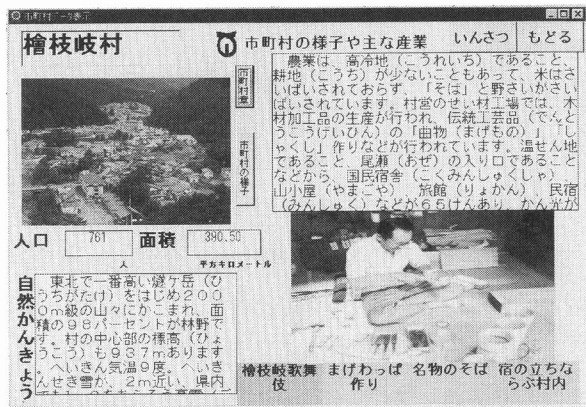 市町村データ表示
檜枝岐村
市町村の様子や主な産業
いんさつ
もどる
市町村章
市町村の様子
農業は、高冷地(こうれいち)であること、
耕地(こうち)が少ないこともあって、米はさ
いばいされておらず、「そば」と野さいがさい
ばいされています。村営のせい材工場では、木
材加工品の生産が行われ、伝統工芸品(でんと
うこうげいひん)の「曲物(まげもの)」「し
ゃくし」作りなどが行われています。温せん地
であること、尾瀬(おぜ)の入り口であること
などから、国民宿舎(こくみんしゅくしゃ)
山小屋(やまごや)、旅館(りょかん)、民宿
(みんしゅく)などが65けんあり、かん光が
人口
761
人
面積
390.50
平方キロメートル
自然かんきょう
東北で一番高い燧ケ岳(ひ
うちがたけ)をはじめ200
0m級の山々にかこまれ、面
積の98パーセントが林野で
す。村の中心部の標高(ひょ
うこう)も937mあります
。へいきん気温9度。へいき
んせき雪が、2m近い、県内
檜枝岐歌舞伎
まげわっぱ作り
名物のそば
宿の立ちならぶ村内